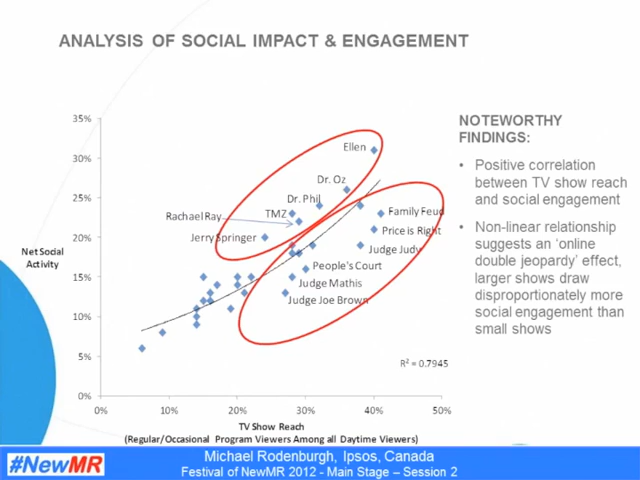 ANALYSIS OF SOCIAL IMPACT & ENGAGEMENT
35%
30%
25%
20%
15%
10%
5%
0%
Net Social
Activity
Ellen
Dr. Oz
Dr. Phil
TMZ
Rachael Ray
Jerry Springer
Family Feud
Price is Right
Judge Judy
People's Court
Judge Mathis
Judge Joe Brown
R² = 0.7945
0%
10%
20%
30%
40%
50%
TV Show Reach
(Regular/Occasional Program Viewers Among all Daytime Viewers)
NOTEWORTHY
FINDINGS:
• Positive correlation
between TV show reach
and social engagement
• Non-linear relationship
suggests an ‘online
double jeopardy’ effect,
larger shows draw
disproportionately more
social engagement than
small shows
#NewMR
Michael Rodenburgh, Ipsos, Canada
Festival of NewMR 2012 - Main Stage – Session 2